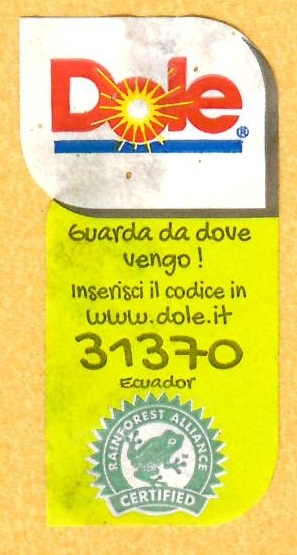 Dole®
Guarda da dove
vengo!
Inserisci il codice in
www.dole.it
31370
Ecuador
RAINFOREST ALLIANCE
CERTIFIED